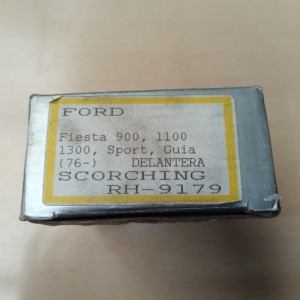 FORD
Fiesta 900, 1100
1300, Sport, Guia
(76-) DELANTERA
SCORCHING
RH-9179